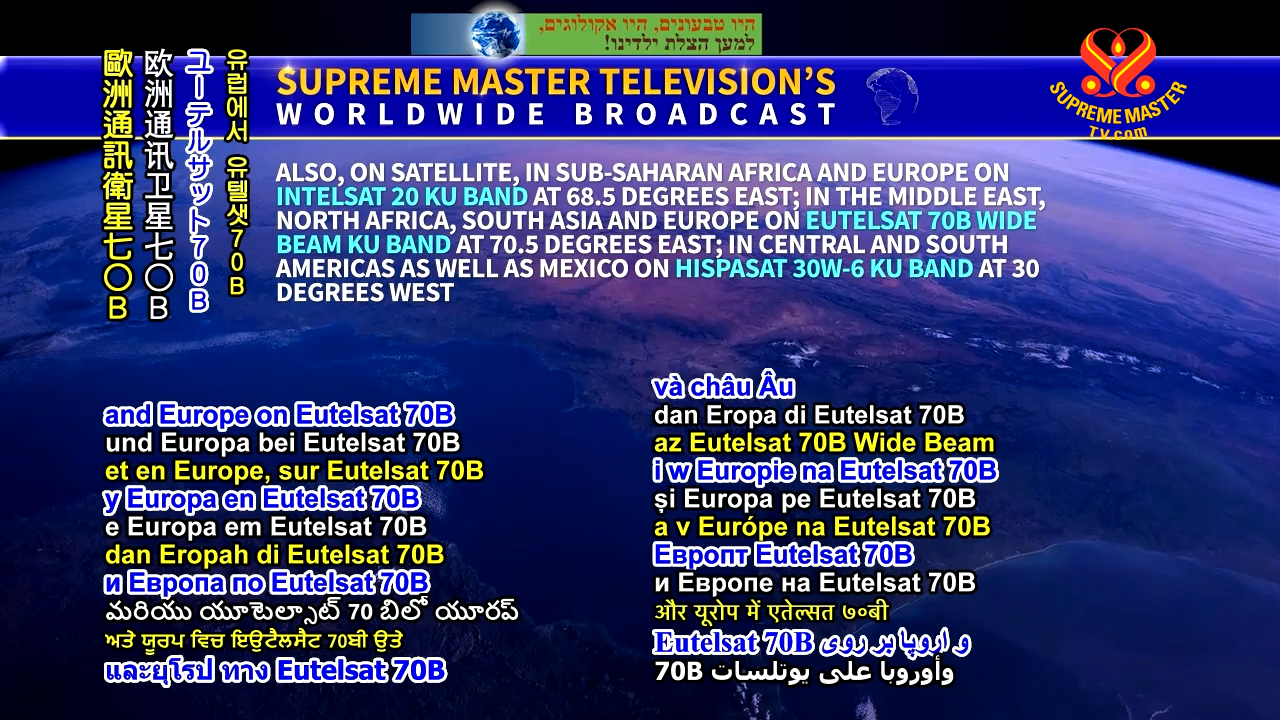 היו טבעונים, היו אקולוגים,
למען הצלת ילדינו!
SUPREME MASTER TELEVISION’S
WORLDWIDE BROADCAST
SUPREME MASTER
TV.com
歐洲通訊衛星七〇B
欧洲通讯卫星七〇B
ユーテルサット70B
유럽에서 유텔샛70B
ALSO, ON SATELLITE, IN SUB-SAHARAN AFRICA AND EUROPE ON
INTELSAT 20 KU BAND AT 68.5 DEGREES EAST; IN THE MIDDLE EAST,
NORTH AFRICA, SOUTH ASIA AND EUROPE ON EUTELSAT 70B WIDE
BEAM KU BAND AT 70.5 DEGREES EAST; IN CENTRAL AND SOUTH
AMERICAS AS WELL AS MEXICO ON HISPASAT 30W-6 KU BAND AT 30
DEGREES WEST
and Europe on Eutelsat 70B
und Europa bei Eutelsat 70B
et en Europe, sur Eutelsat 70B
y Europa en Eutelsat 70B
e Europa em Eutelsat 70B
dan Eropah di Eutelsat 70B
и Европа по Eutelsat 70B
మరియు యూటెల్సాట్ 70 బిలో యూరప్
ਅਤੇ ਯੂਰਪ ਵਿਚ ਇਉਟੈਲਸੈਟ 70ਬੀ ਉਤੇ
และยุโรป ทาง Eutelsat 70B
và châu Âu
dan Eropa di Eutelsat 70B
az Eutelsat 70B Wide Beam
i w Europie na Eutelsat 70B
și Europa pe Eutelsat 70B
a v Európe na Eutelsat 70B
Европт Eutelsat 70B
и Европе на Eutelsat 70B
और यूरोप में एतेल्सत ७०बी
و اروپا بر روی Eutelsat 70B
وأوروبا على يوتلسات 70B